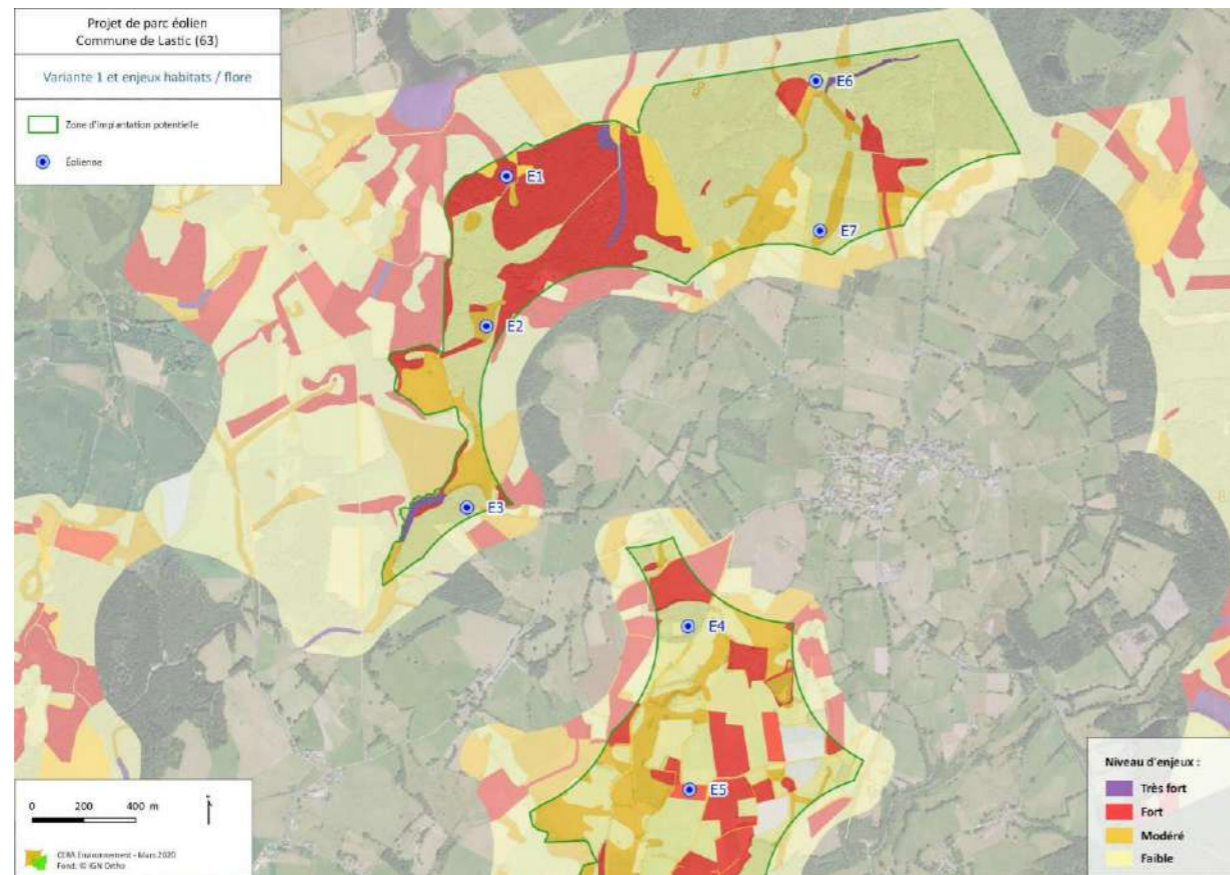 Projet de parc éolien
Commune de Lastic (63)
Variante 1 et enjeux habitats / flore
Zone d'implantation potentielle
Éolienne
E6
E1
E7
E2
E3
E4
E5
0 200 400 m
CERA Environnement - Mars 2020
Fond: © IGN Ortho
Niveau d'enjeux :
Très fort
Fort
Modéré
Faible